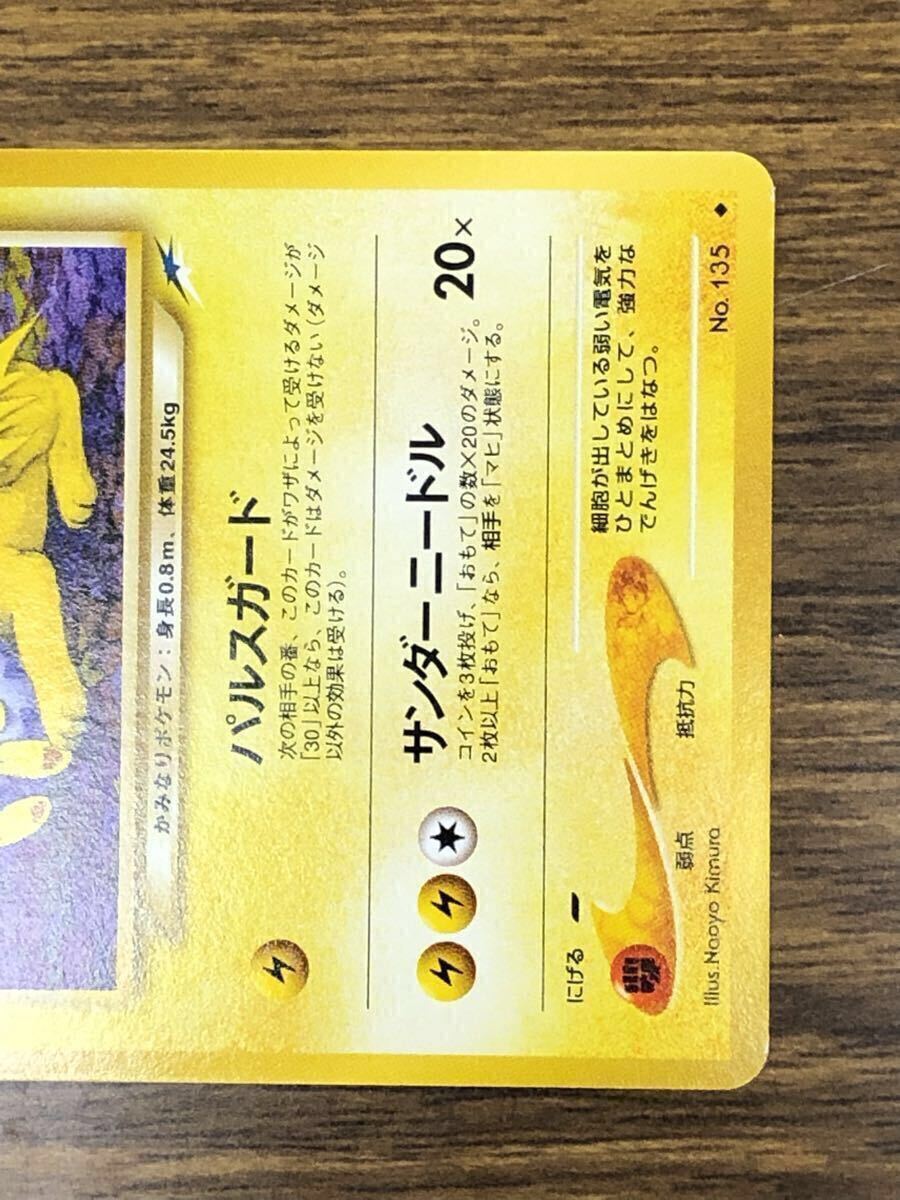 かみなりポケモン：身長0.8m、体重24.5kg
パルスガード
次の相手の番、このカードがワザによって受けるダメージが
「30」以上なら、このカードはダメージを受けない（ダメージ
以外の効果は受ける）。
サンダーニードル 20×
コインを3枚投げ、「おもて」の数×20のダメージ。
2枚以上「おもて」なら、相手を「マヒ」状態にする。
にげる
弱点
抵抗力
細胞が出している弱い電気を
ひとまとめにして、強力な
でんげきをはなつ。
Illus.Naoyo Kimura
No. 135 ◆